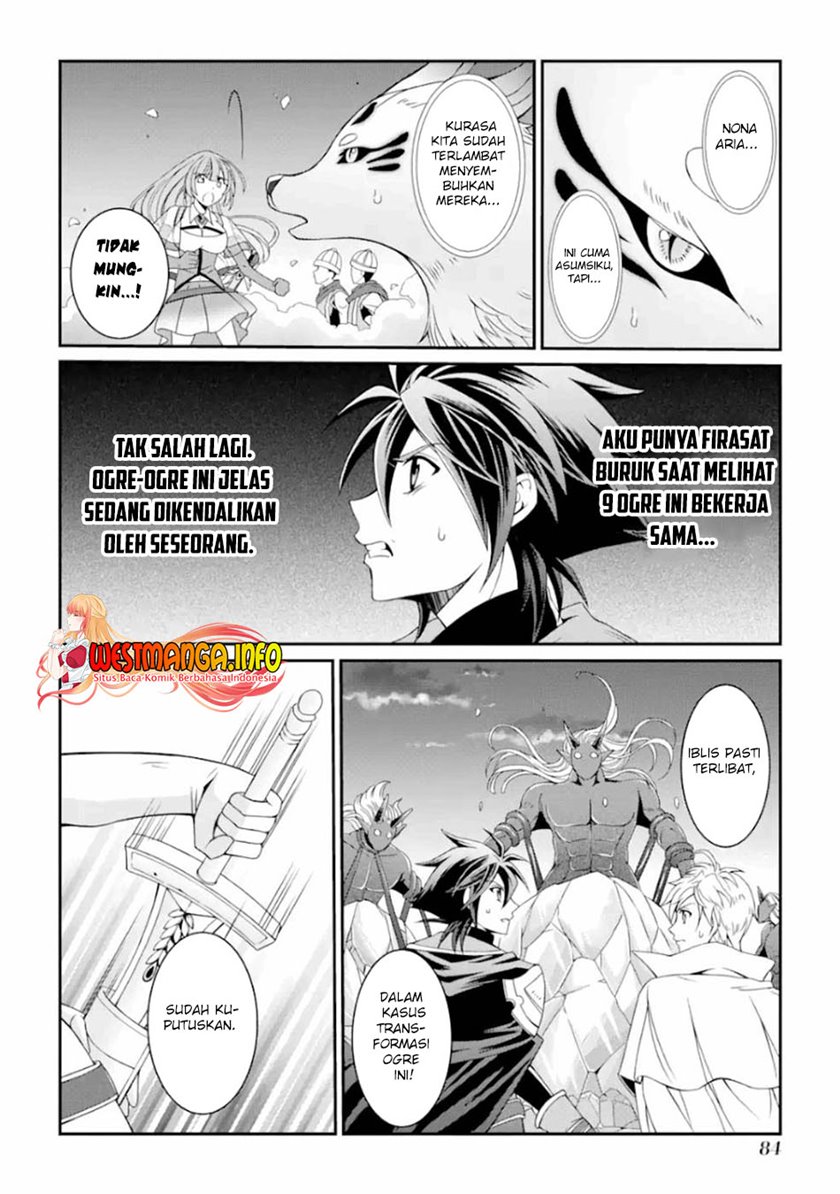 NONA
ARIA...
INI CUMA
ASUMSIKU,
TAPI...
KURASA
KITA SUDAH
TERLAMBAT
MENYEM-
BUHKAN
MEREKA...
TIDAK
MUNG-
KIN...!
AKU PUNYA FIRASAT
BURUK SAAT MELIHAT
9 OGRE INI BEKERJA
SAMA...
TAK SALAH LAGI.
OGRE-OGRE INI JELAS
SEDANG DIKENDALIKAN
OLEH SESEORANG.
WESTMANGA.INFO
Situs Baca Komik Berbahasa Indonesia
IBLIS PASTI
TERLIBAT,
DALAM
KASUS
TRANS-
FORMASI
OGRE
INI!
SUDAH KU-
PUTUSKAN.
84